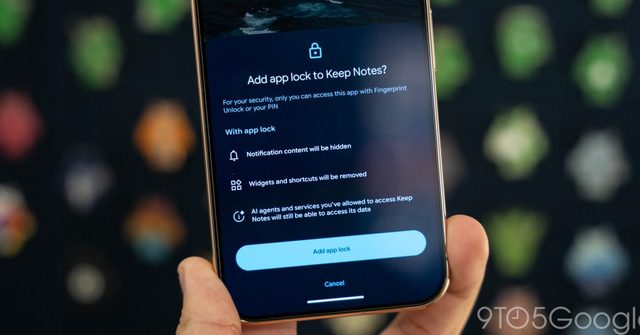 Add app lock to Keep Notes?
For your security, only you can access this app with Fingerprint
Unlock or your PIN
With app lock
Notification content will be hidden
Widgets and shortcuts will be removed
AI agents and services you've allowed to access Keep
Notes will still be able to access its data
Add app lock
Cancel
9TO5Google